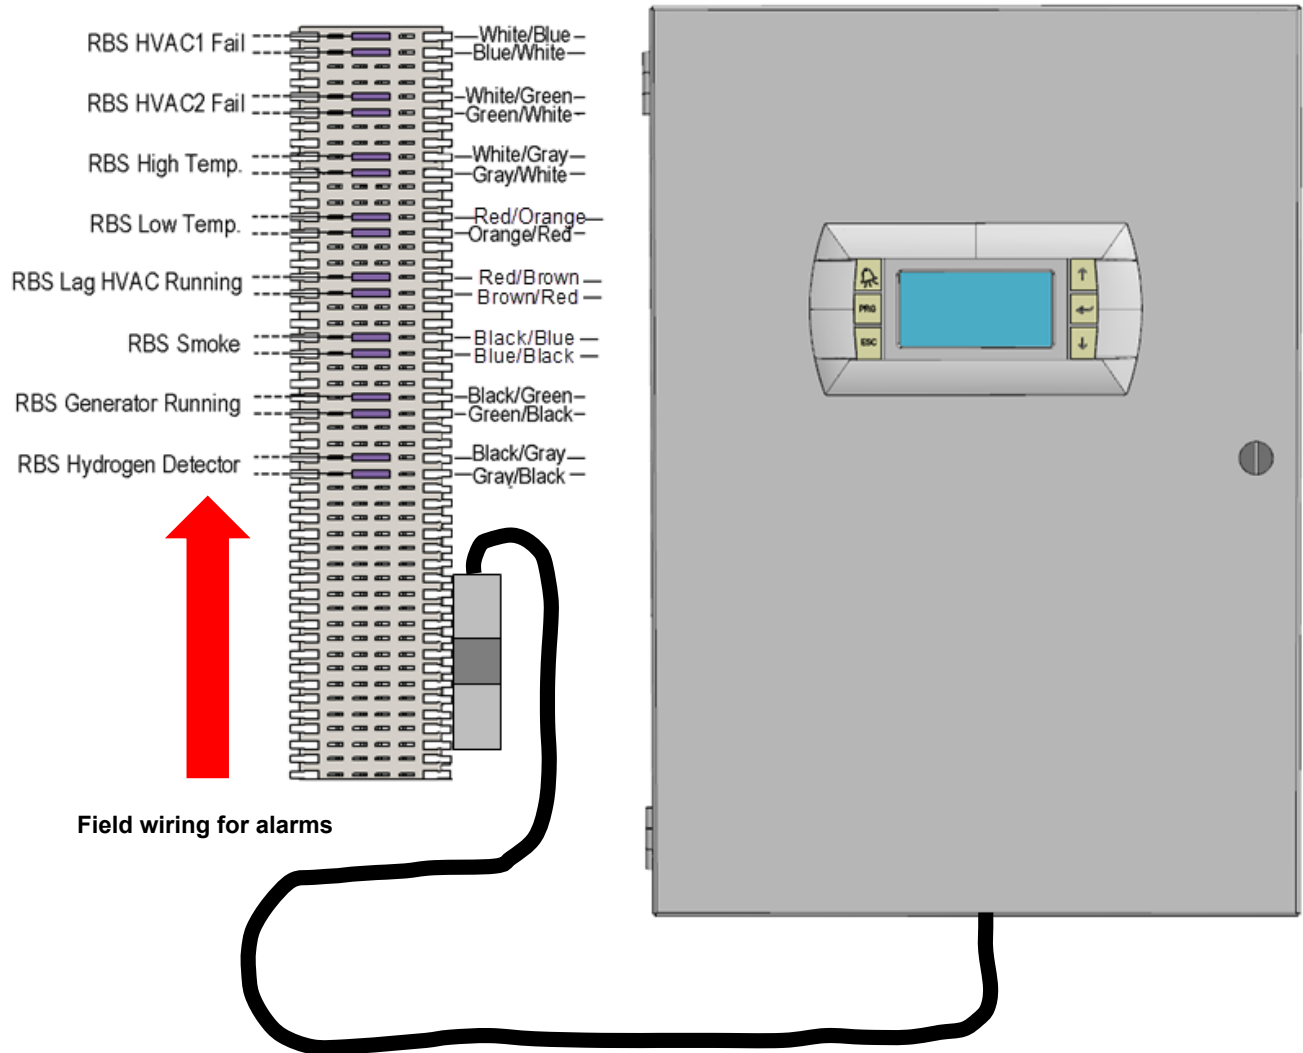 RBS HVAC1 Fail
White/Blue
Blue/White
RBS HVAC2 Fail
White/Green
Green/White
RBS High Temp.
White/Gray
Gray/White
RBS Low Temp.
Red/Orange
Orange/Red
RBS Lag HVAC Running
Red/Brown
Brown/Red
RBS Smoke
Black/Blue
Blue/Black
RBS Generator Running
Black/Green
Green/Black
RBS Hydrogen Detector
Black/Gray
Gray/Black
PRG
ESC
Field wiring for alarms